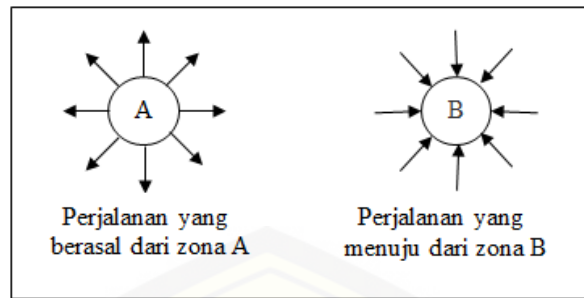 A
B
Perjalanan yang
berasal dari zona A
Perjalanan yang
menuju dari zona B